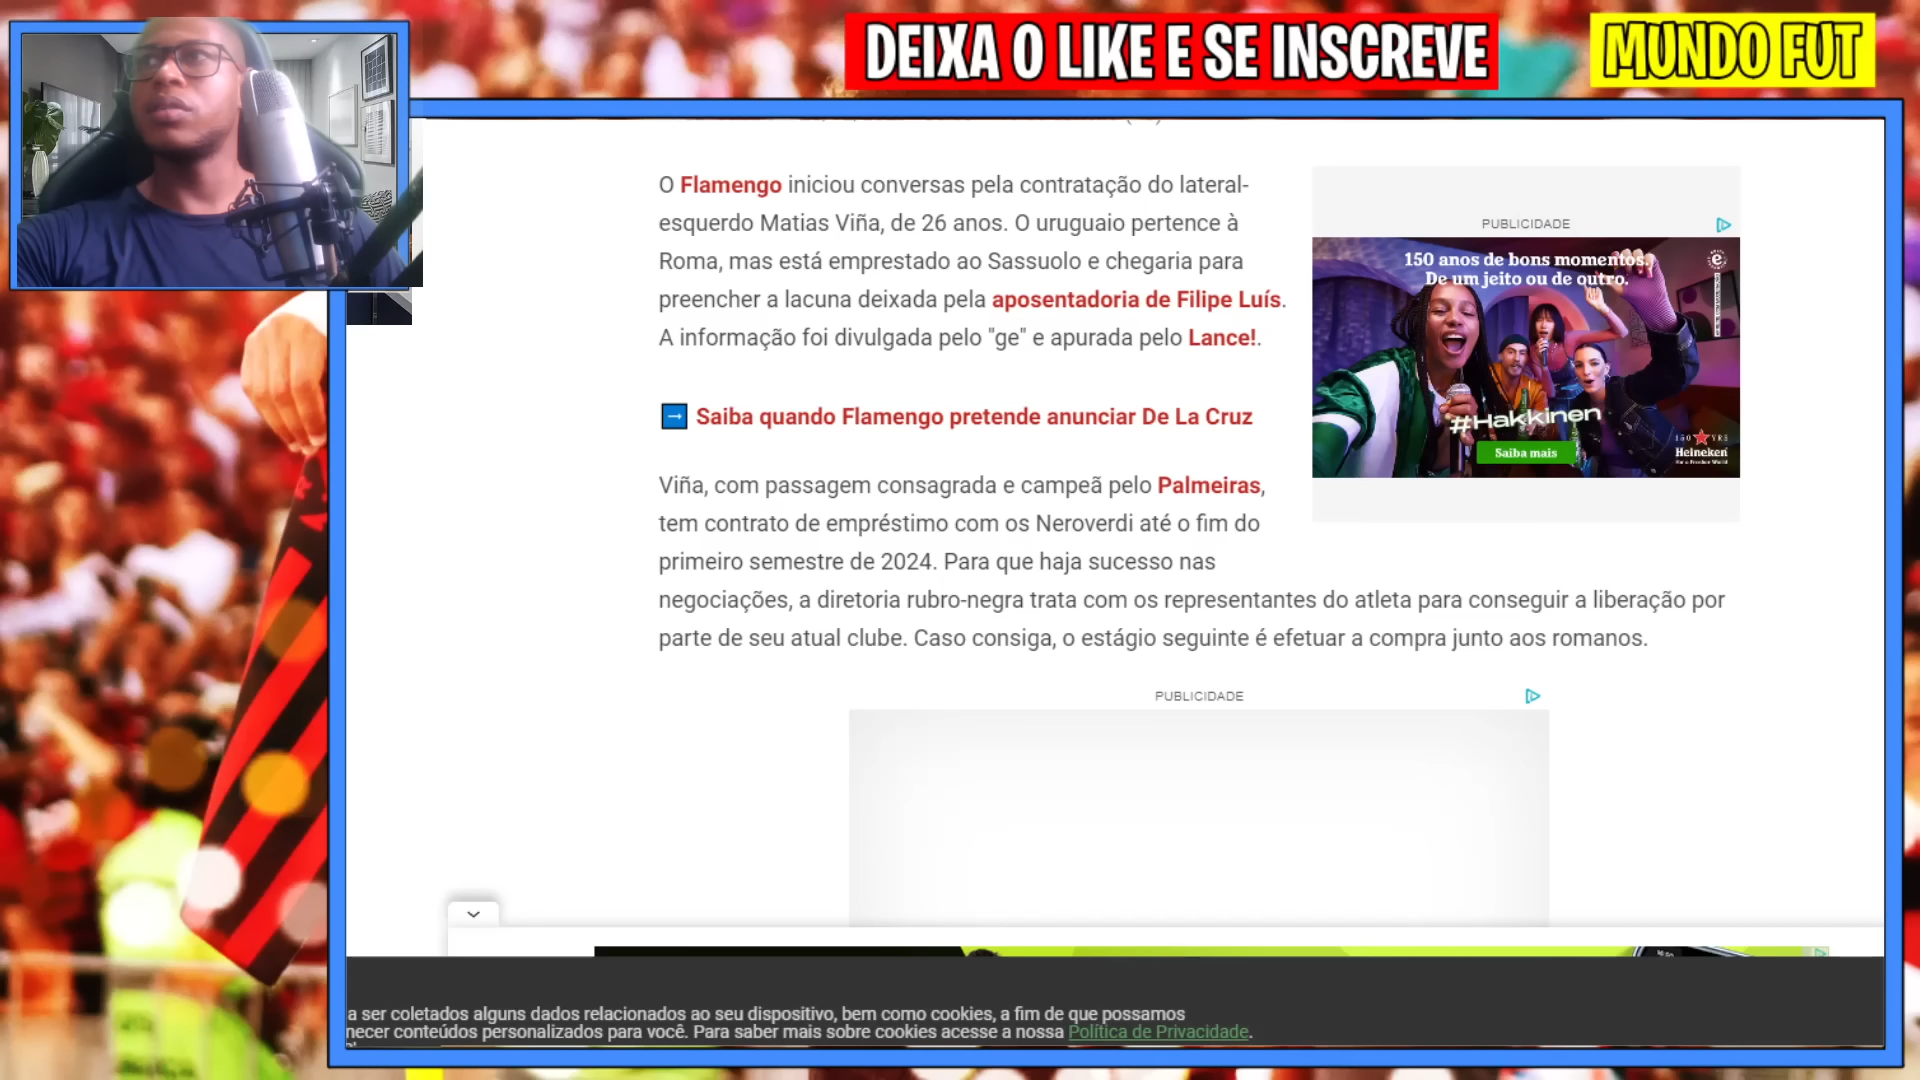 DEIXA O LIKE E SE INSCREVE
MUNDO FUT
O Flamengo iniciou conversas pela contratação do lateral-
esquerdo Matias Viña, de 26 anos. O uruguaio pertence à
Roma, mas está emprestado ao Sassuolo e chegaria para
preencher a lacuna deixada pela aposentadoria de Filipe Luís.
A informação foi divulgada pelo "ge" e apurada pelo Lance!.
➡ Saiba quando Flamengo pretende anunciar De La Cruz
Viña, com passagem consagrada e campeã pelo Palmeiras,
tem contrato de empréstimo com os Neroverdi até o fim do
primeiro semestre de 2024. Para que haja sucesso nas
negociações, a diretoria rubro-negra trata com os representantes do atleta para conseguir a liberação por
parte de seu atual clube. Caso consiga, o estágio seguinte é efetuar a compra junto aos romanos.
PUBLICIDADE
150 anos de bons momentos.
De um jeito ou de outro.
#Hakkinen
Saiba mais
150 YRS
Heineken
PUBLICIDADE
a ser coletados alguns dados relacionados ao seu dispositivo, bem como cookies, a fim de que possamos
necer conteúdos personalizados para você. Para saber mais sobre cookies acesse a nossa Política de Privacidade.